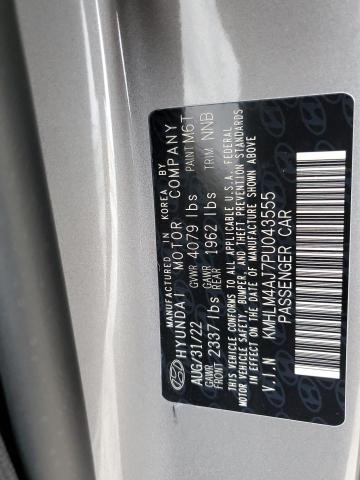 MANUFACTURED IN KOREA BY
HYUNDAI MOTOR COMPANY
AUG/31/22 GVWR 4079 lbs PAINT M6T
GAWR FRONT 2337 lbs GAWR REAR 1962 lbs TRIM NNB
THIS VEHICLE CONFORMS TO ALL APPLICABLE U.S.A. FEDERAL
MOTOR VEHICLE SAFETY, BUMPER, AND THEFT PREVENTION STANDARDS
IN EFFECT ON THE DATE OF MANUFACTURE SHOWN ABOVE
V.I.N KMHLM4AJ7PU043555
PASSENGER CAR